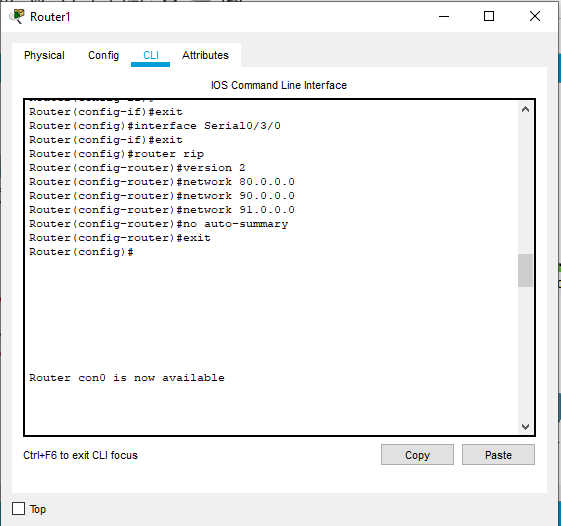 Router1
Physical Config CLI Attributes
IOS Command Line Interface
Router(config-if)#exit
Router(config)#interface Serial0/3/0
Router(config-if)#exit
Router(config)#router rip
Router(config-router)#version 2
Router(config-router)#network 80.0.0.0
Router(config-router)#network 90.0.0.0
Router(config-router)#network 91.0.0.0
Router(config-router)#no auto-summary
Router(config-router)#exit
Router(config)#
Router con0 is now available
Ctrl+F6 to exit CLI focus
Copy Paste
Top